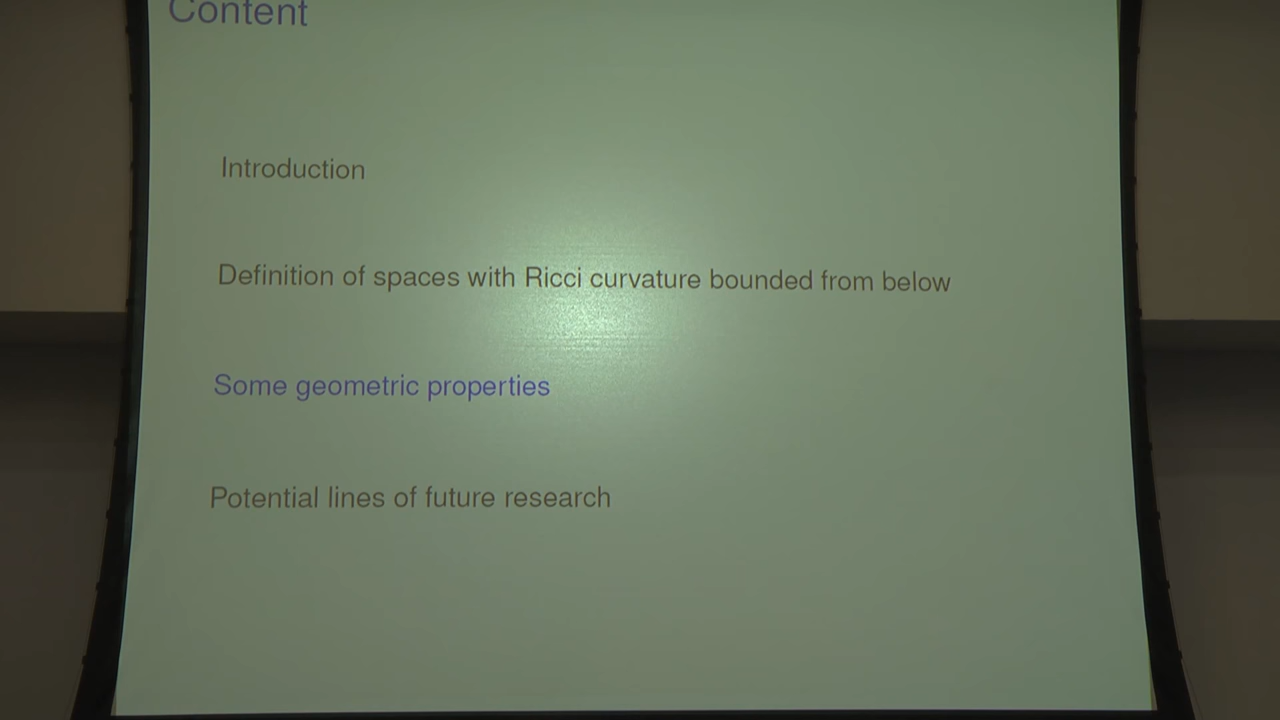 Content
Introduction
Definition of spaces with Ricci curvature bounded from below
Some geometric properties
Potential lines of future research